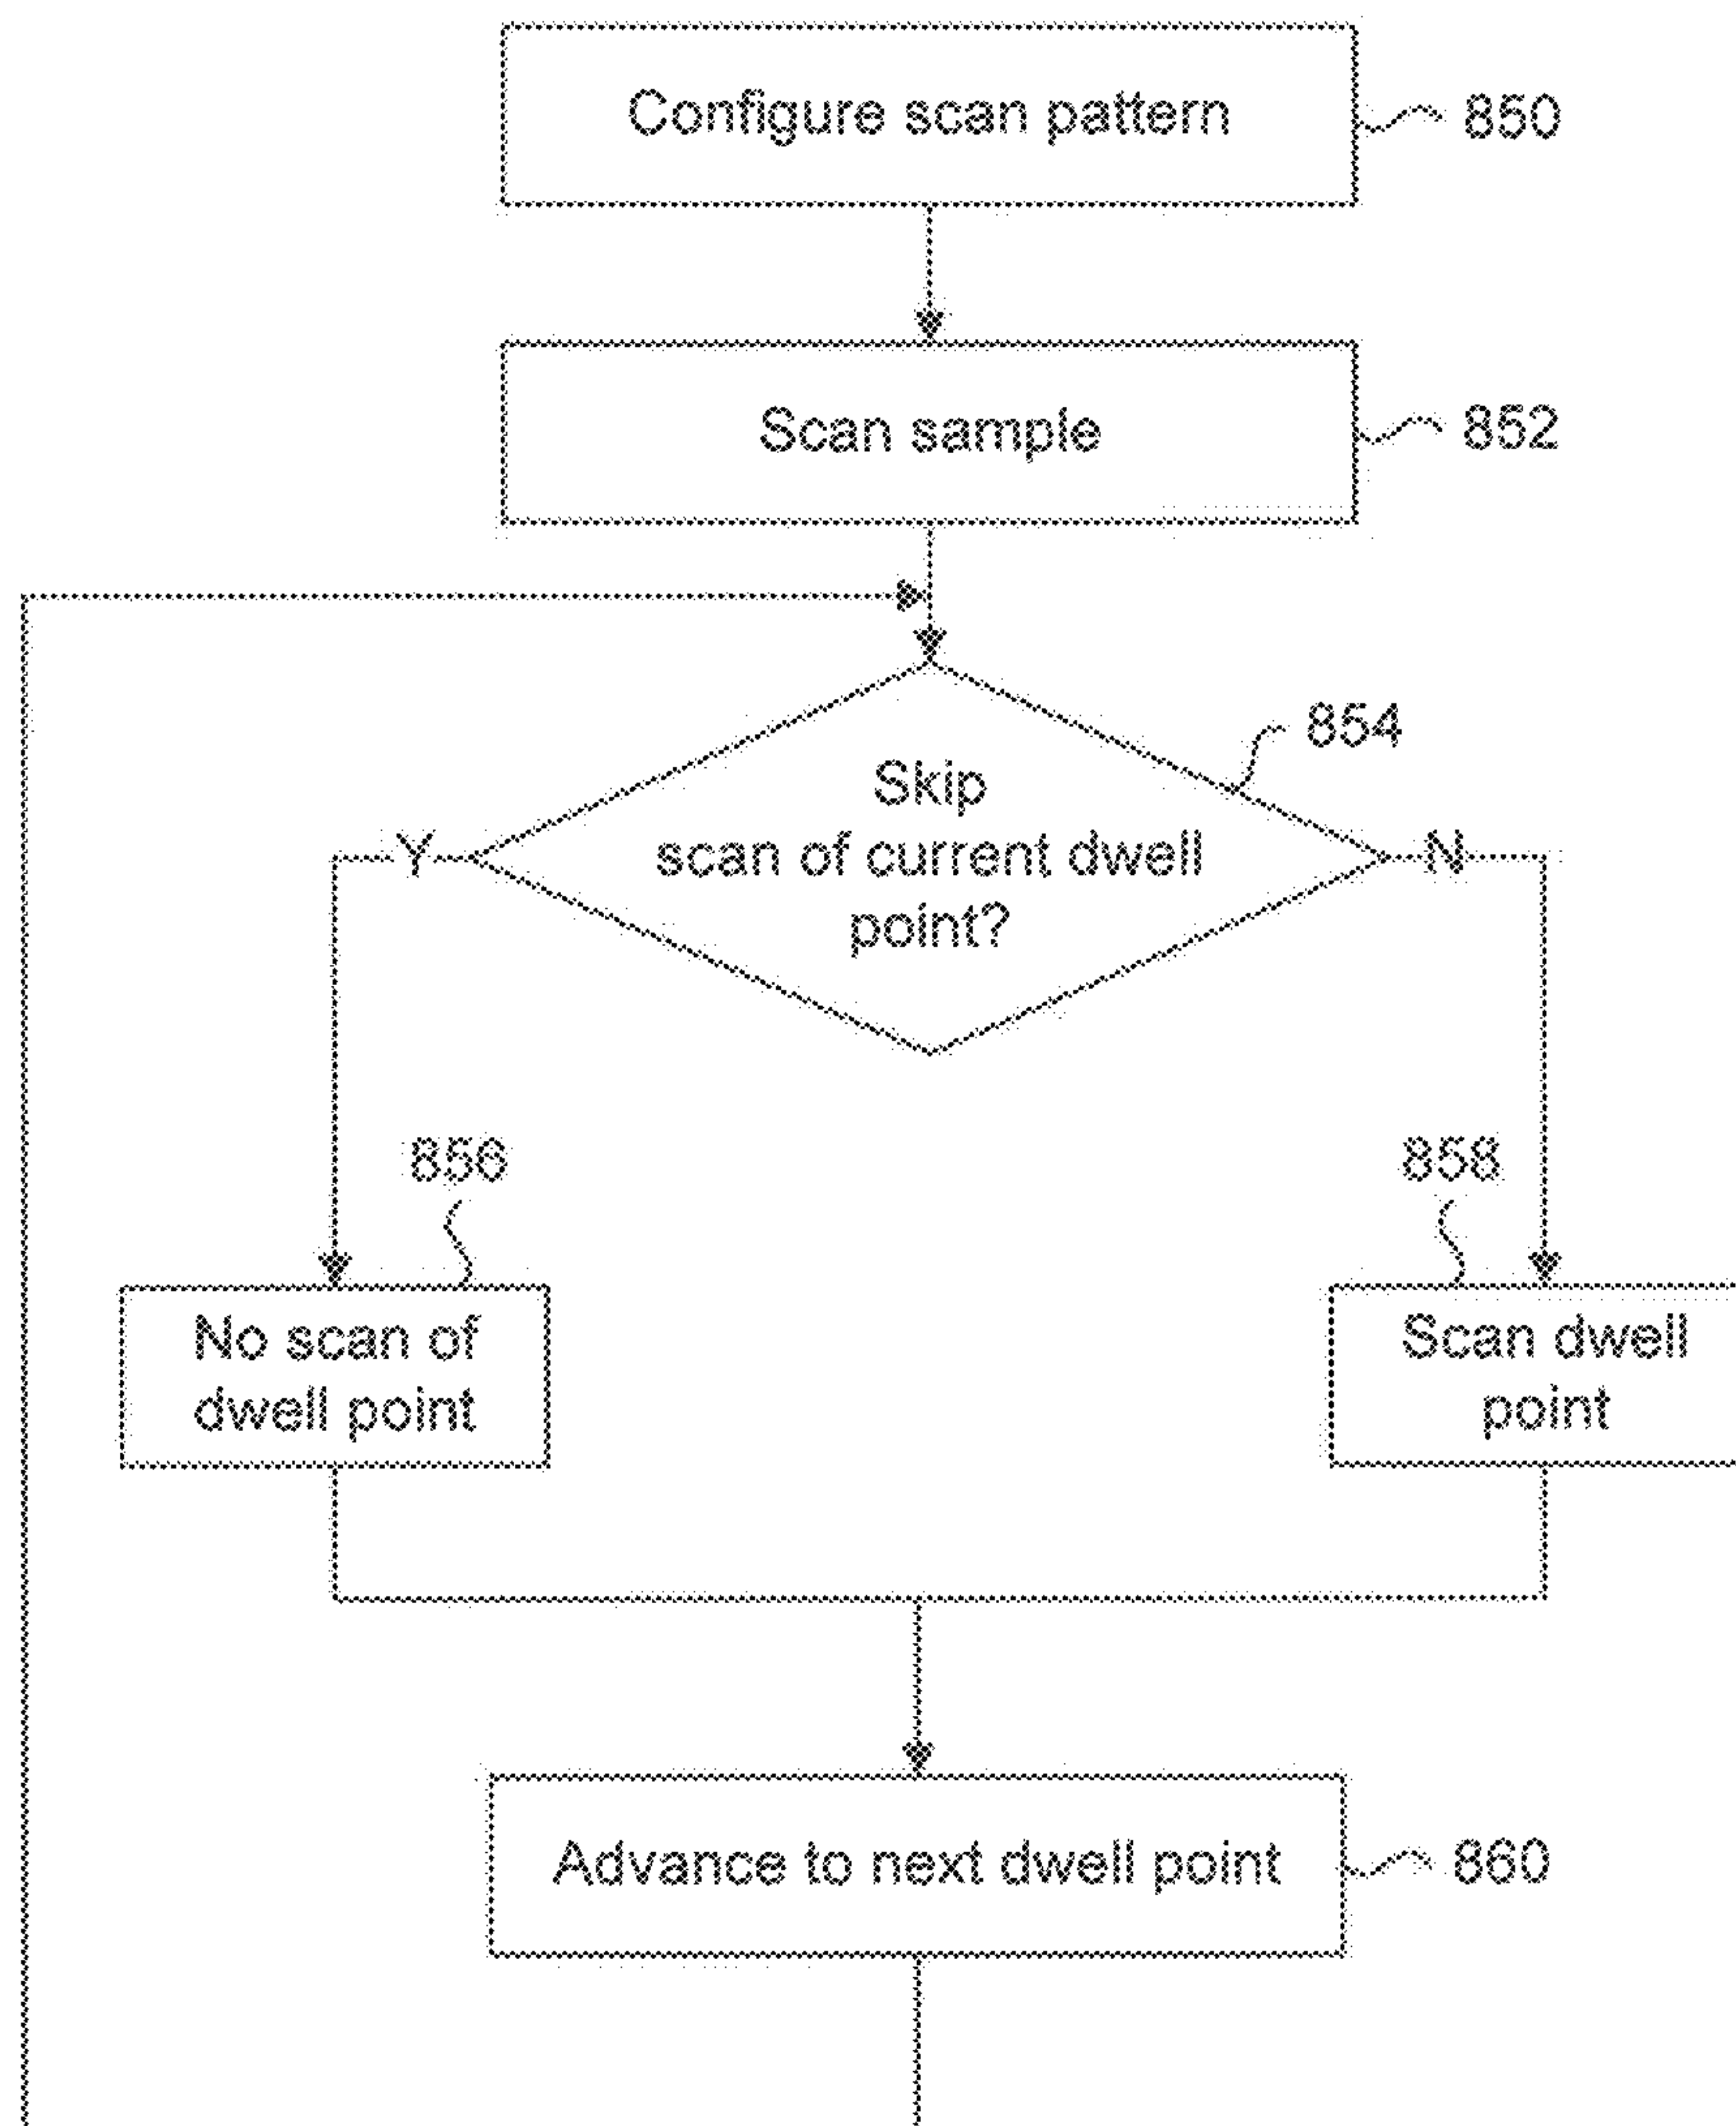 Configure scan pattern
850
Scan sample
852
854
Skip
scan of current dwell
point?
Y
N
856
858
No scan of
dwell point
Scan dwell
point
Advance to next dwell point
860